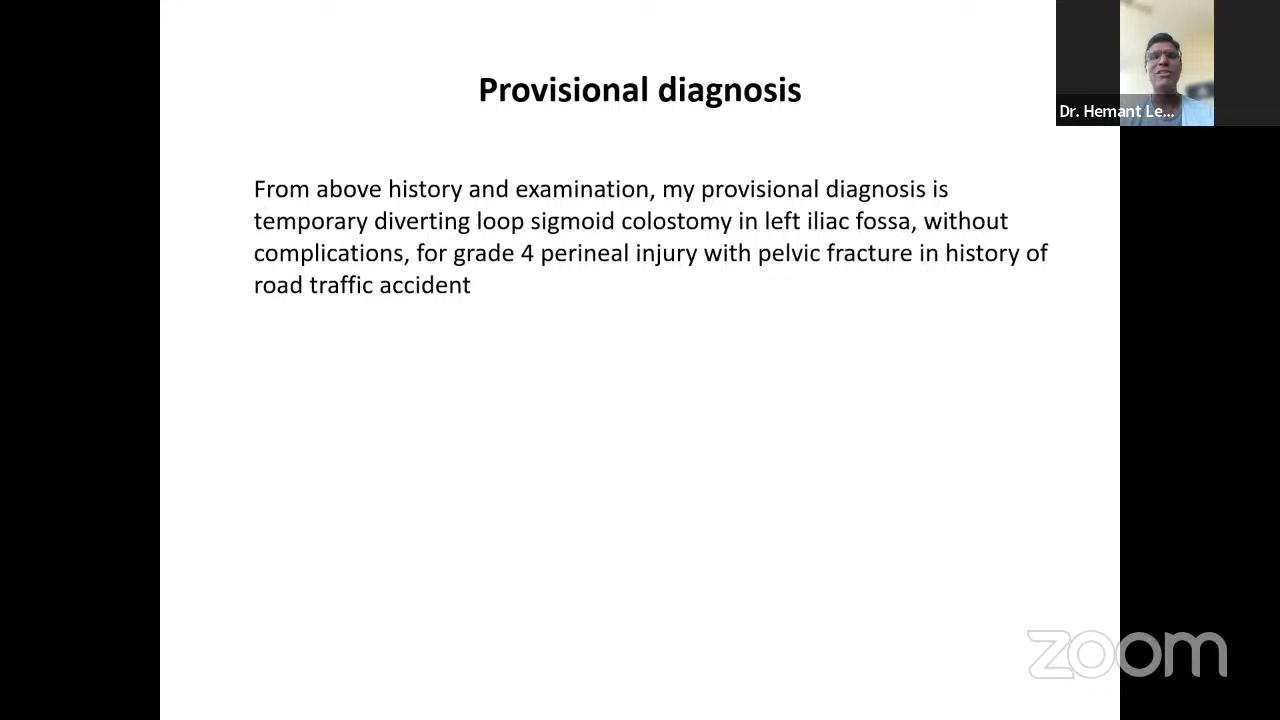 Provisional diagnosis
Dr. Hemant Le...
From above history and examination, my provisional diagnosis is
temporary diverting loop sigmoid colostomy in left iliac fossa, without
complications, for grade 4 perineal injury with pelvic fracture in history of
road traffic accident
zoom